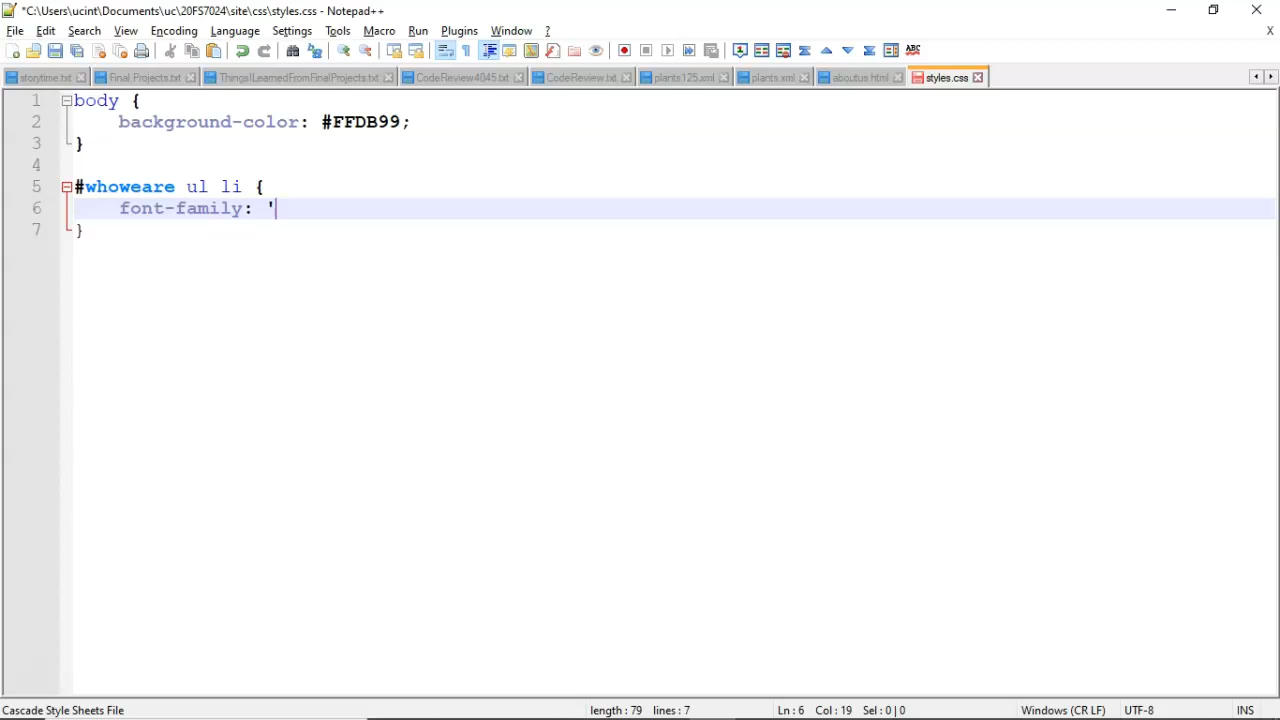 *C:\Users\ucint\Documents\uc\20FS7024\site\css\styles.css - Notepad++
File Edit Search View Encoding Language Settings Tools Macro Run Plugins Window ? X
storytime.txt Final Projects.txt ThingsILearnedFromFinalProjects.txt CodeReview4045.txt CodeReview.txt plants125.xml plants.xml aboutus.html styles.css
1 body {
2 background-color: #FFDB99;
3 }
4
5 #whoweare ul li {
6 font-family: '
7 }
Cascade Style Sheets File length : 79 lines : 7 Ln : 6 Col : 19 Sel : 0 | 0 Windows (CR LF) UTF-8 INS